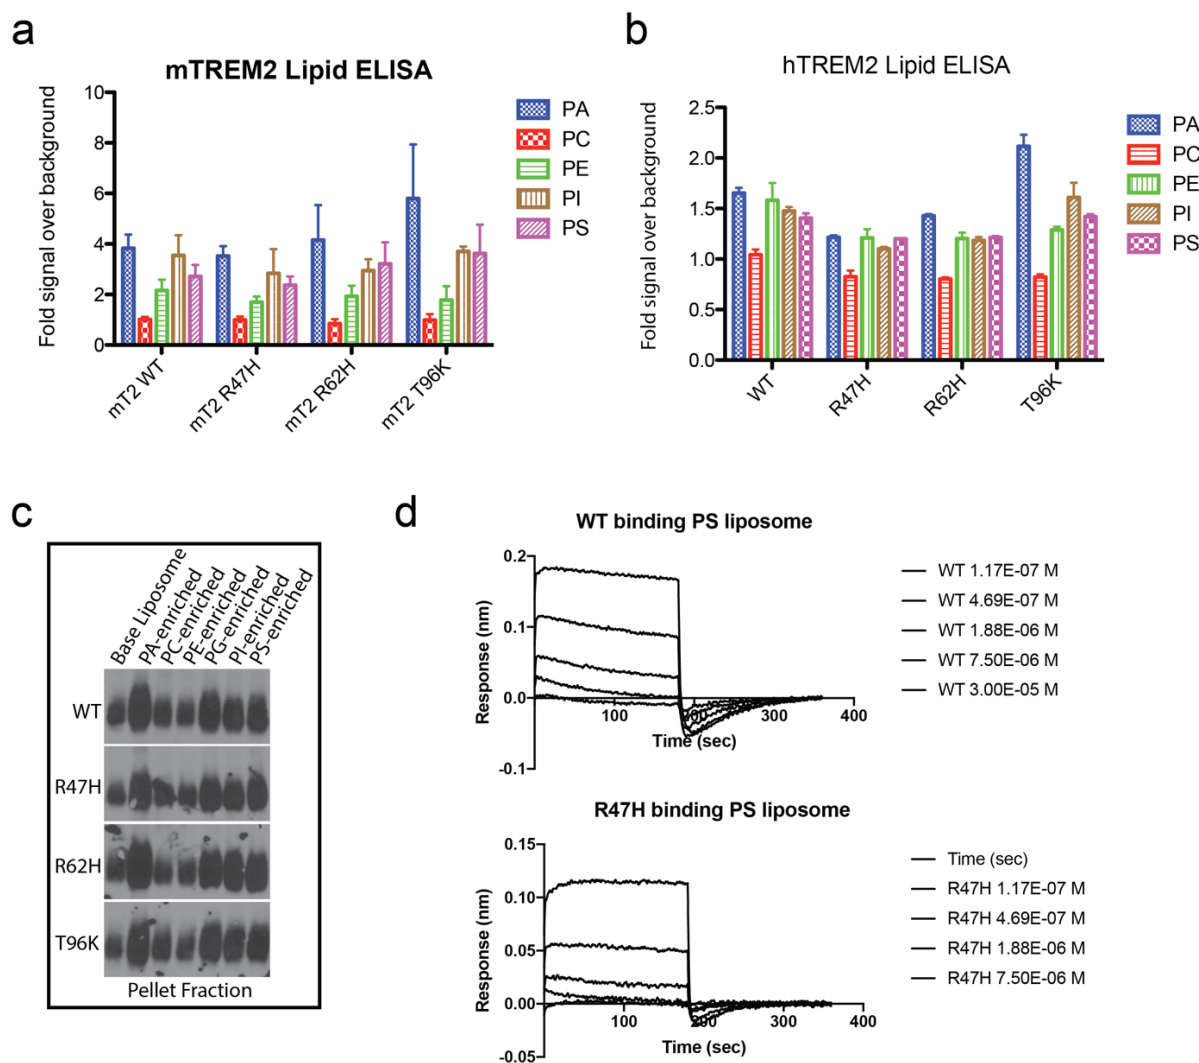 a
mTREM2 Lipid ELISA
Fold signal over background
10
8
6
4
2
0
mT2 WT
mT2 R47H
mT2 R62H
mT2 T96K
PA
PC
PE
PI
PS
b
hTREM2 Lipid ELISA
Fold signal over background
2.5
2.0
1.5
1.0
0.5
0.0
WT
R47H
R62H
T96K
PA
PC
PE
PI
PS
c
Base Liposome
PA-enriched
PC-enriched
PE-enriched
PG-enriched
PI-enriched
PS-enriched
WT
R47H
R62H
T96K
Pellet Fraction
d
WT binding PS liposome
Response (nm)
0.2
0.1
0.0
-0.1
100
200
300
400
Time (sec)
WT 1.17E-07 M
WT 4.69E-07 M
WT 1.88E-06 M
WT 7.50E-06 M
WT 3.00E-05 M
R47H binding PS liposome
Response (nm)
0.15
0.10
0.05
0.00
-0.05
100
200
300
400
Time (sec)
Time (sec)
R47H 1.17E-07 M
R47H 4.69E-07 M
R47H 1.88E-06 M
R47H 7.50E-06 M